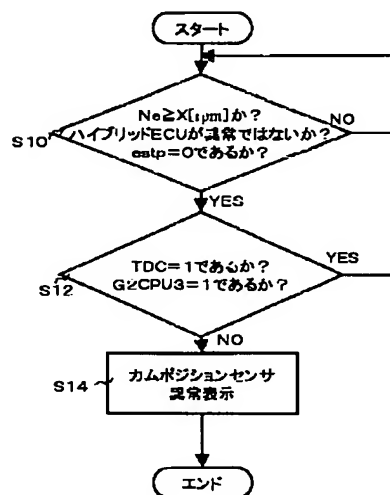 スタート
Ne≧X[rpm]か?
ハイブリッドECUが異常ではないか?
estp=0であるか?
NO
S10
YES
TDC=1であるか?
G2CPU3=1であるか?
YES
S12
NO
カムポジションセンサ
異常表示
S14
エンド